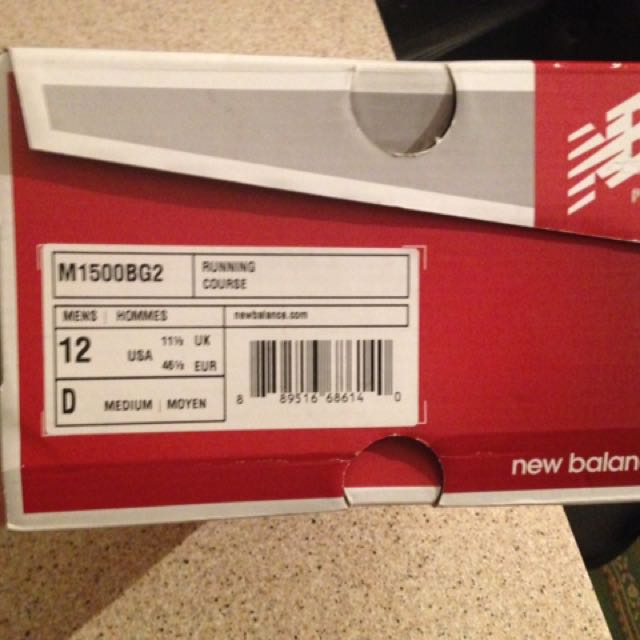 M1500BG2
RUNNING
COURSE
MENS | HOMMES
newbalance.com
12 USA
11½ UK
46½ EUR
D MEDIUM | MOYEN
8 89516 68614 0
new balan